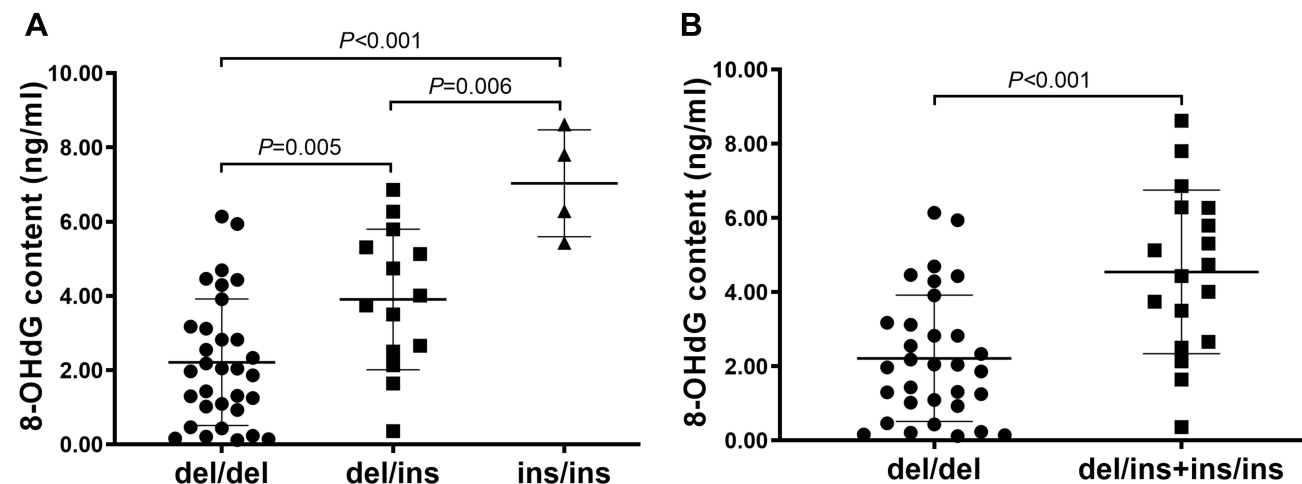 A
8-OHdG content (ng/ml)
10.00
8.00
6.00
4.00
2.00
0.00
P<0.001
P=0.006
P=0.005
del/del
del/ins
ins/ins
B
8-OHdG content (ng/ml)
10.00
8.00
6.00
4.00
2.00
0.00
P<0.001
del/del
del/ins+ins/ins